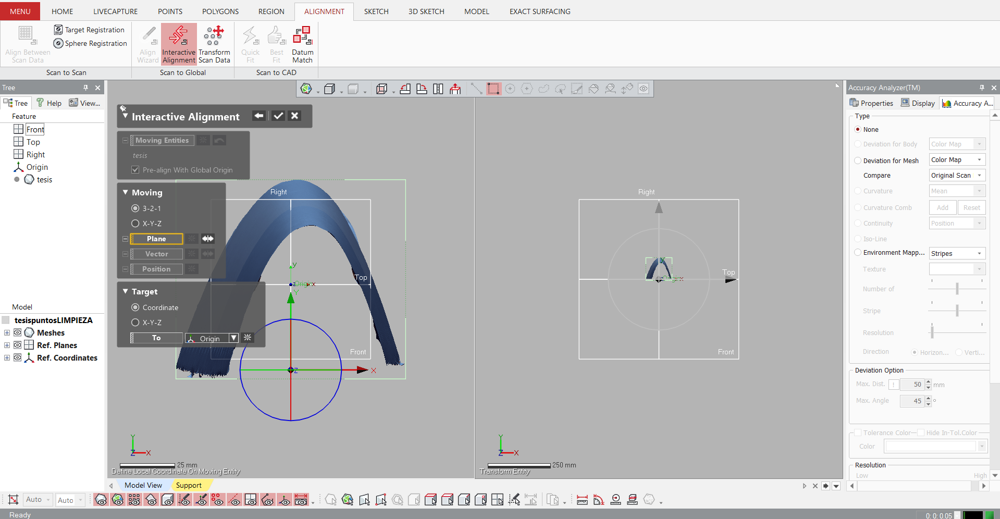 MENU HOME LIVECAPTURE POINTS POLYGONS REGION ALIGNMENT SKETCH 3D SKETCH MODEL EXACT SURFACING
Align Between
Scan Data
Target Registration
Sphere Registration
Align
Wizard
Interactive
Alignment
Transform
Scan Data
Quick
Fit
Best
Fit
Datum
Match
Scan to Scan Scan to Global Scan to CAD
Tree
Tree Help View...
Feature
Front
Top
Right
Origin
tesis
Model
tesispuntosLIMPIEZA
Meshes
Ref. Planes
Ref. Coordinates
Interactive Alignment
Moving Entities
tesis
Pre-align With Global Origin
Moving
3-2-1
X-Y-Z
Plane
Vector
Position
Target
Coordinate
X-Y-Z
To Origin
Right
y
Top
z Origin x
Y
Front
Z X
Y
Z X
25 mm
Define Local Coordinate On Moving Entity
Right
Y
Top
Origin x
Front
Y
Z X
250 mm
Transform Entity
Model View Support
Accuracy Analyzer(TM)
Properties Display Accuracy A...
Type
None
Deviation for Body Color Map
Deviation for Mesh Color Map
Compare Original Scan
Curvature Mean
Curvature Comb Add Reset
Continuity Position
Iso-Line
Environment Mapp... Stripes
Texture
Number of
Stripe
Resolution
Direction Horizon... Verti...
Deviation Option
Max. Dist. ! 50 mm
Max. Angle 45 °
Tolerance Color Hide In-Tol.Color
Color
Resolution
Low High
Auto Auto
Ready 0: 0: 0.05